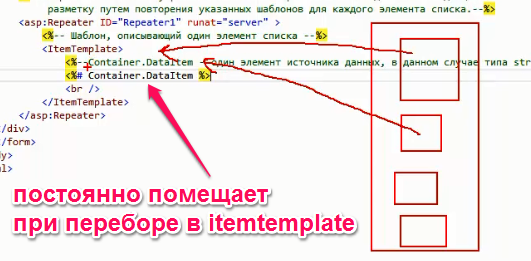 разметку путем повторения указанных шаблонов для каждого элемента списка.--%>
<asp:Repeater ID="Repeater1" runat="server" >
<%-- Шаблон, описывающий один элемент списка --%>
<ItemTemplate>
<%--Container.DataItem - один элемент источника данных, в данном случае типа str
<%# Container.DataItem %>
<br />
</ItemTemplate>
</asp:Repeater>
/div>
/form>
dy>
ml>
постоянно помещает
при переборе в itemtemplate